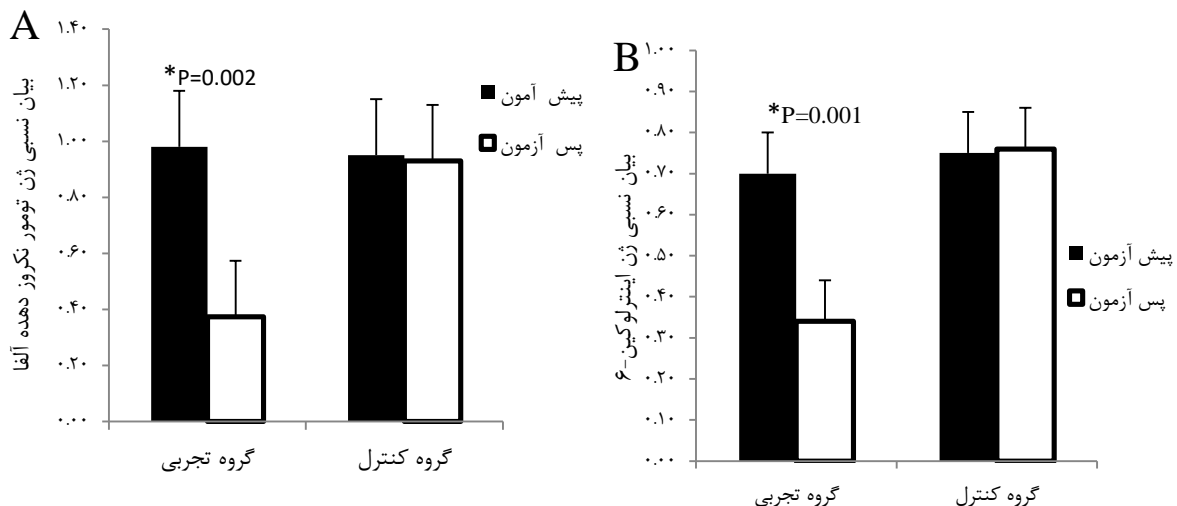 A
بیان نسبی ژن تومور نکروز دهده آلفا
۱.۴۰
۱.۲۰
۱.۰۰
۰.۸۰
۰.۶۰
۰.۴۰
۰.۲۰
۰.۰۰
*P=0.002
پیش آمون
پس آزمون
گروه تجربی
گروه کنترل
B
بیان نسبی ژن اینترلوکین-۶
۱.۰۰
۰.۹۰
۰.۸۰
۰.۷۰
۰.۶۰
۰.۵۰
۰.۴۰
۰.۳۰
۰.۲۰
۰.۱۰
۰.۰۰
*P=0.001
پیش آزمون
پس آزمون
گروه تجربی
گروه کنترل